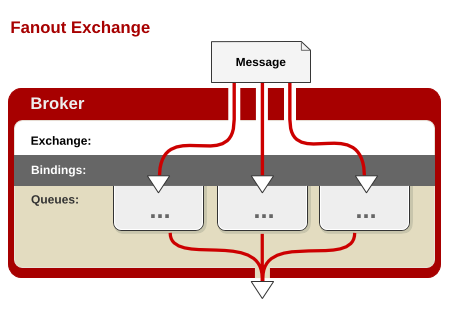 Fanout Exchange
Message
Broker
Exchange:
Bindings:
Queues:
... ... ...